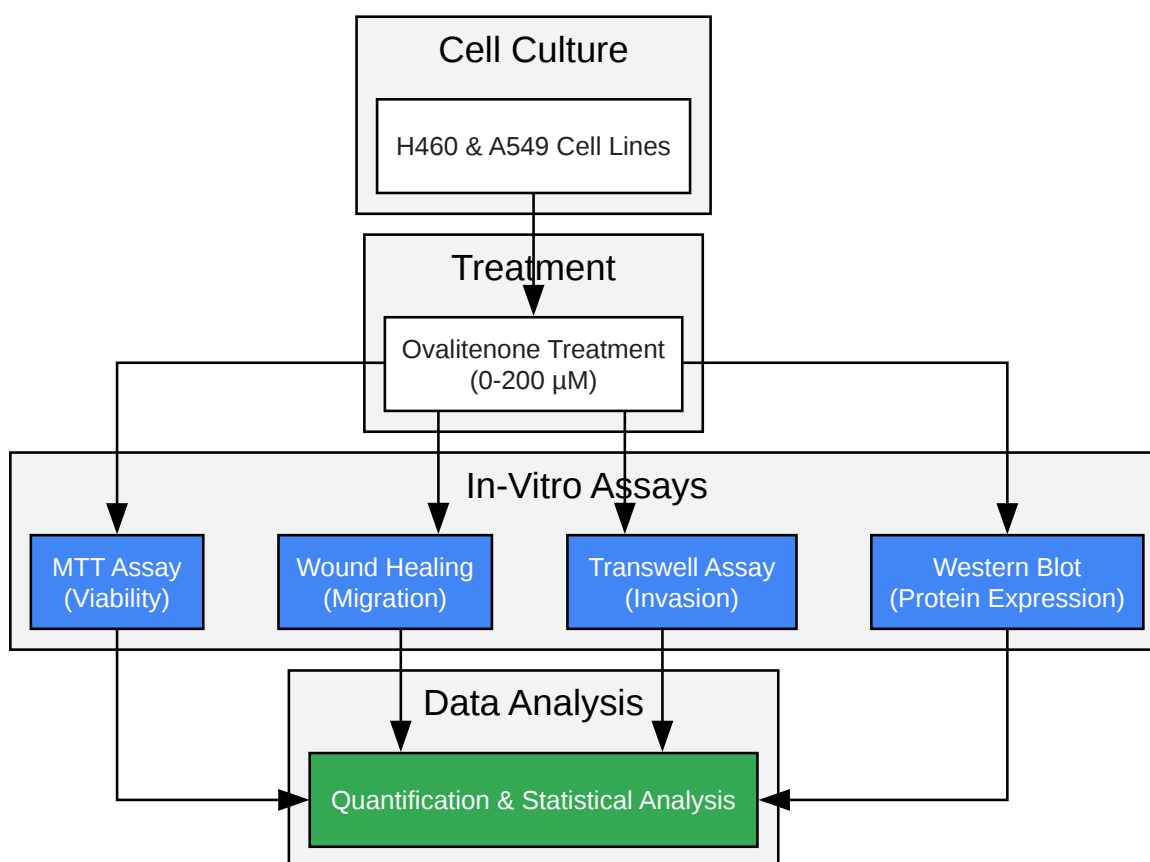 Cell Culture
H460 & A549 Cell Lines
Treatment
Ovalitenone Treatment
(0-200 µM)
In-Vitro Assays
MTT Assay
(Viability)
Wound Healing
(Migration)
Transwell Assay
(Invasion)
Western Blot
(Protein Expression)
Data Analysis
Quantification & Statistical Analysis